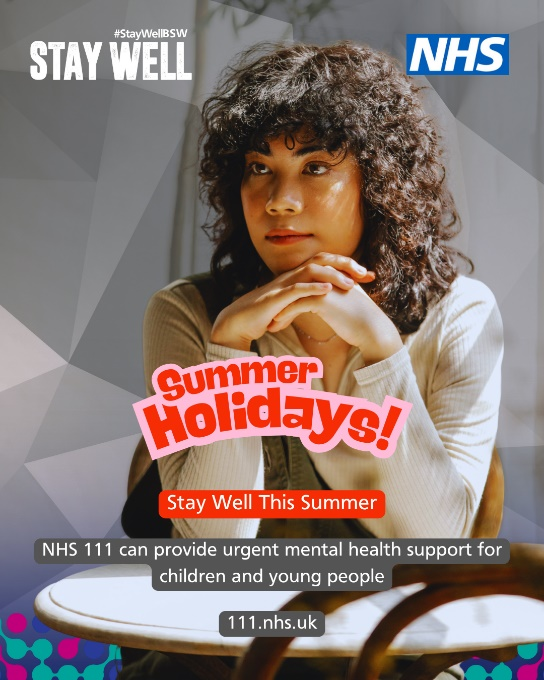 #StayWellBSW
STAY WELL
NHS
Summer
Holidays!
Stay Well This Summer
NHS 111 can provide urgent mental health support for
children and young people
111.nhs.uk